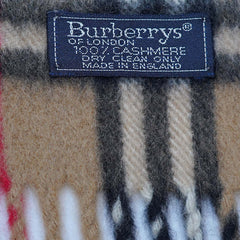 Burberrys
OF LONDON
100% CASHMERE
DRY CLEAN ONLY
MADE IN ENGLAND